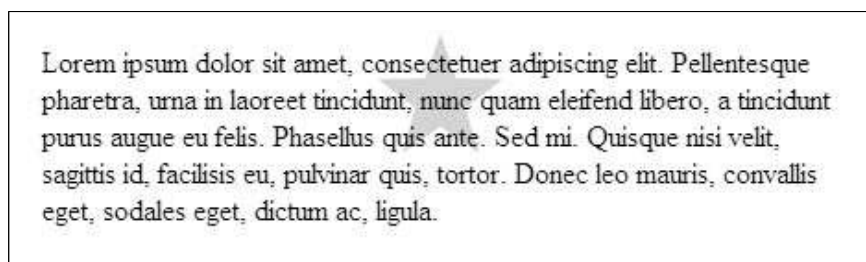 Lorem ipsum dolor sit amet, consectetuer adipiscing elit. Pellentesque
pharetra, urna in laoreet tincidunt, nunc quam eleifend libero, a tincidunt
purus augue eu felis. Phasellus quis ante. Sed mi. Quisque nisi velit,
sagittis id, facilisis eu, pulvinar quis, tortor. Donec leo mauris, convallis
eget, sodales eget, dictum ac, ligula.